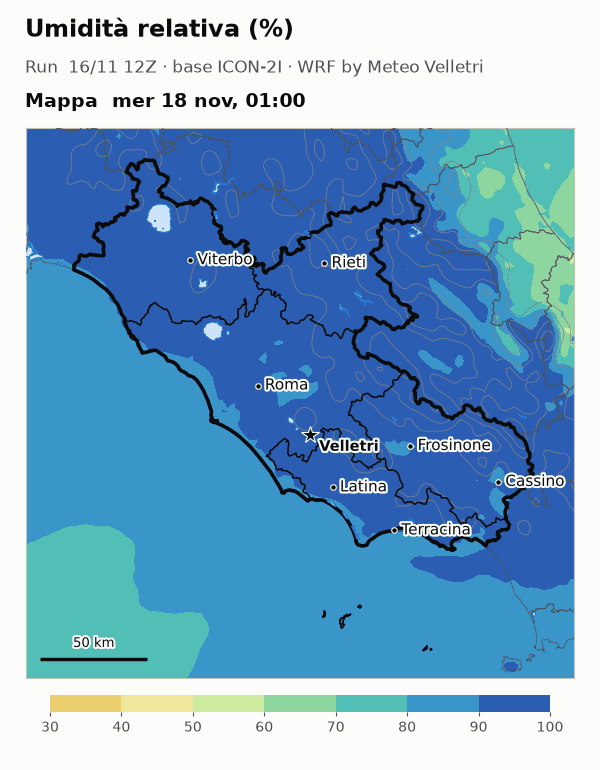 Umidità relativa (%)
Run  16/11 12Z · base ICON-2I · WRF by Meteo Velletri
Mappa  mer 18 nov, 01:00
Viterbo
Rieti
Roma
Velletri
Frosinone
Latina
Cassino
Terracina
50 km
30 40 50 60 70 80 90 100